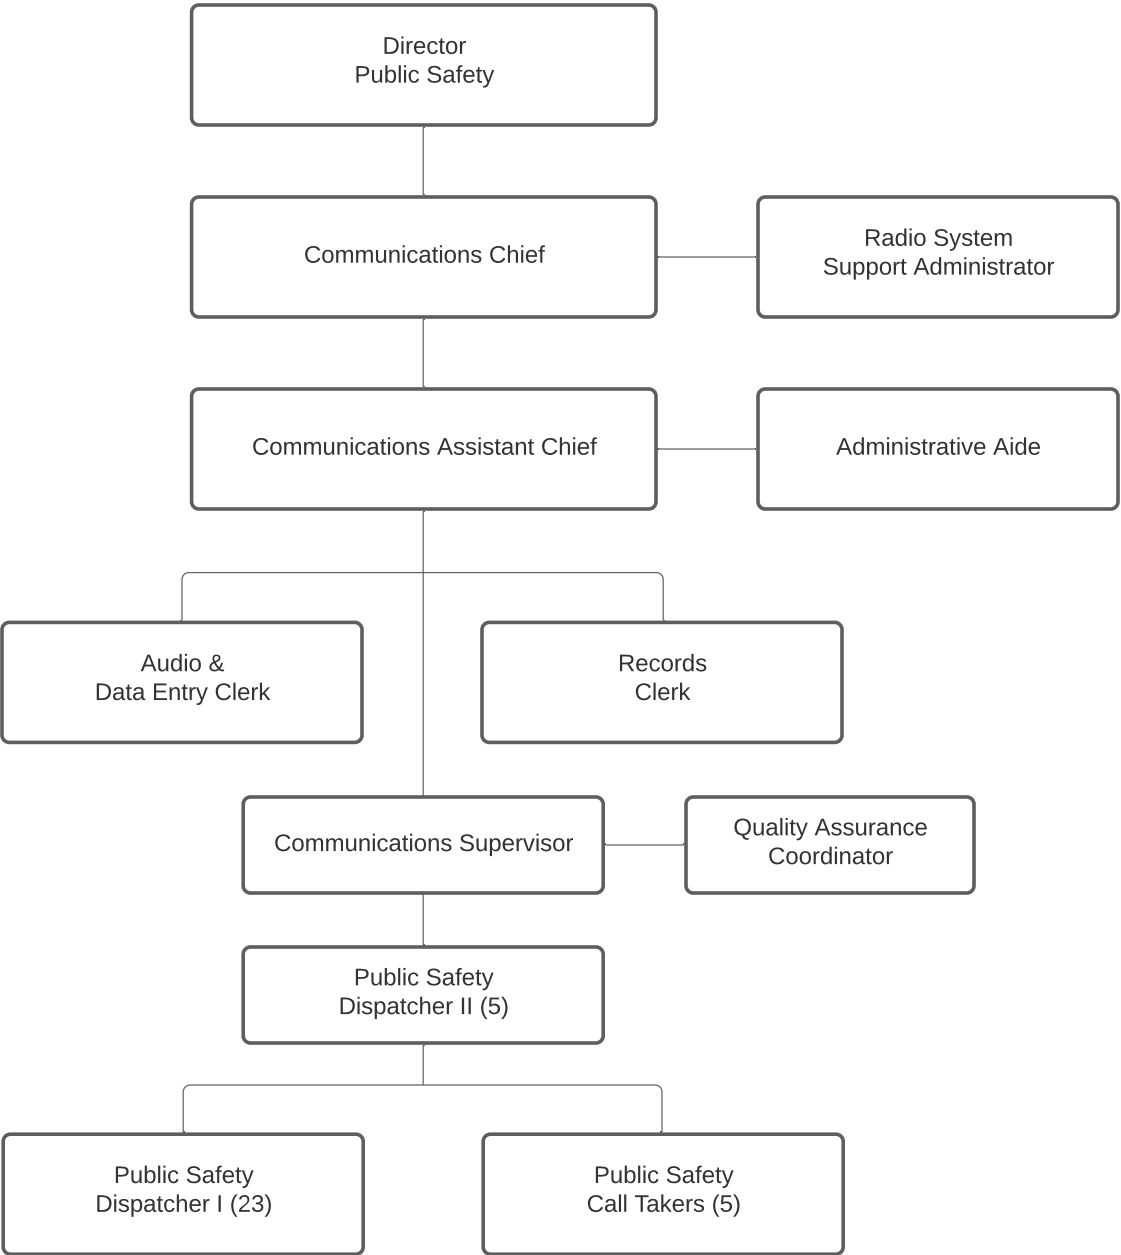 Director
Public Safety
Communications Chief
Radio System
Support Administrator
Communications Assistant Chief
Administrative Aide
Audio &
Data Entry Clerk
Records
Clerk
Communications Supervisor
Quality Assurance
Coordinator
Public Safety
Dispatcher II (5)
Public Safety
Dispatcher I (23)
Public Safety
Call Takers (5)